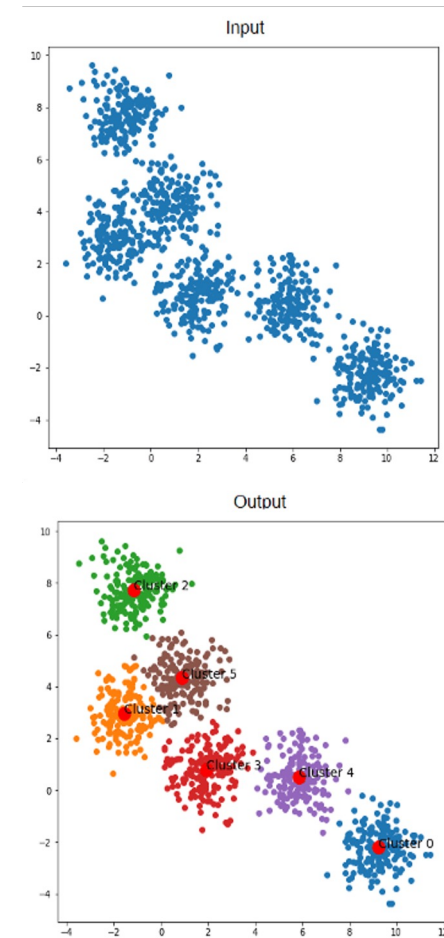 Input
10
8
6
4
2
0
−2
−4
−4 −2 0 2 4 6 8 10 12
Output
10
8
Cluster 2
6
Cluster 5
4
Cluster 1
2
Cluster 3
Cluster 4
0
Cluster 0
−2
−4
−4 −2 0 2 4 6 8 10